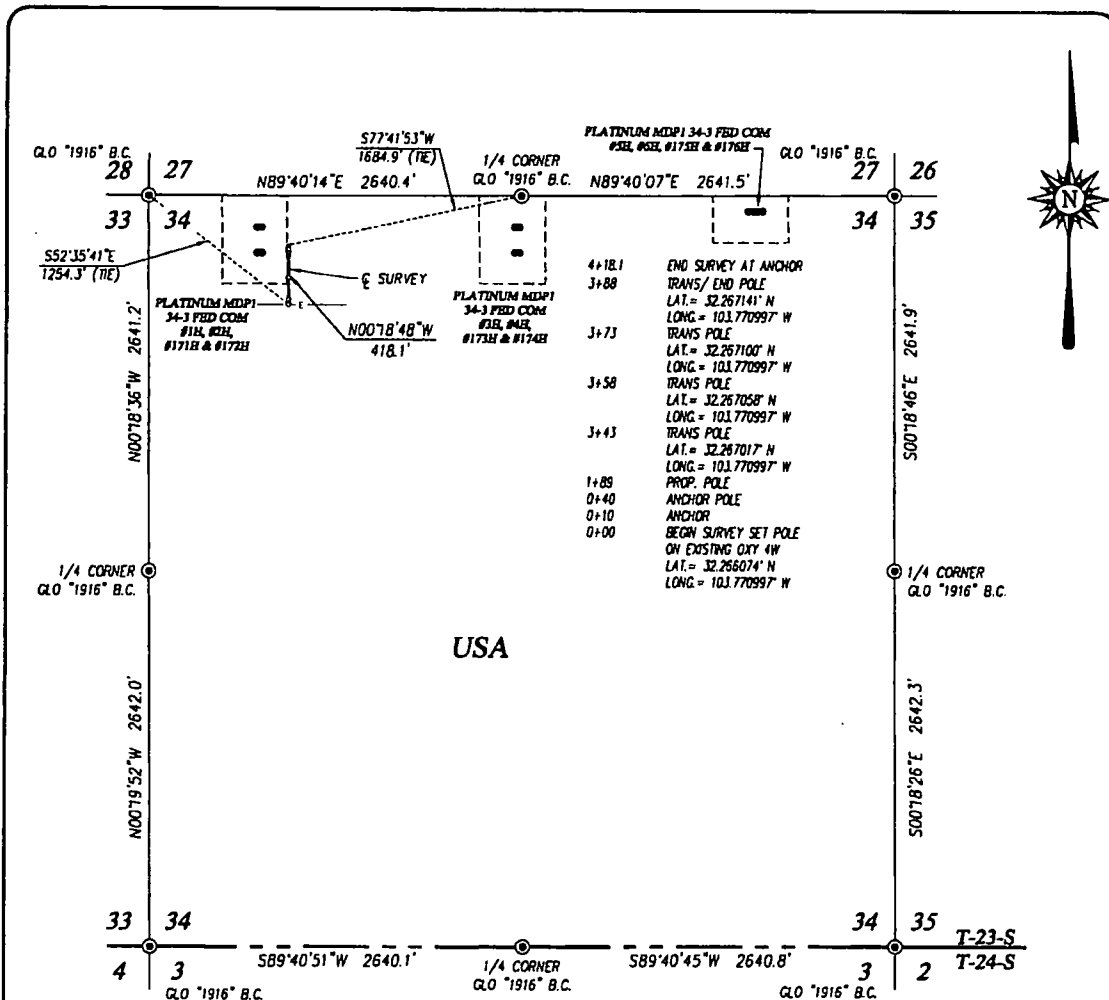 GLO "1916" B.C.
28 27
33 34
S77°41'53"W
1684.9' (TIE)
N89°40'14"E 2640.4'
1/4 CORNER
GLO "1916" B.C.
PLATINUM MDP1 34-3 FED COM
#5H, #6H, #175H & #176H
N89°40'07"E 2641.5'
GLO "1916" B.C.
27 26
34 35
N
S52°35'41"E
1254.3' (TIE)
℄ SURVEY
E
PLATINUM MDP1
34-3 FED COM
#1H, #2H,
#171H & #172H
N00°18'48"W
418.1'
PLATINUM MDP1
34-3 FED COM
#3H, #4H,
#173H & #174H
4+18.1 END SURVEY AT ANCHOR
3+88 TRANS/ END POLE
LAT.= 32.267141° N
LONG.= 103.770997° W
3+73 TRANS POLE
LAT.= 32.267100° N
LONG.= 103.770997° W
3+58 TRANS POLE
LAT.= 32.267058° N
LONG.= 103.770997° W
3+43 TRANS POLE
LAT.= 32.267017° N
LONG.= 103.770997° W
1+89 PROP. POLE
0+40 ANCHOR POLE
0+10 ANCHOR
0+00 BEGIN SURVEY SET POLE
ON EXISTING OXY 4W
LAT.= 32.266074° N
LONG.= 103.770997° W
N00°18'36"W 2641.2'
S00°18'46"E 2641.9'
1/4 CORNER
GLO "1916" B.C.
1/4 CORNER
GLO "1916" B.C.
USA
N00°19'52"W 2642.0'
S00°18'26"E 2642.3'
33 34
4 3
GLO "1916" B.C.
S89°40'51"W 2640.1'
1/4 CORNER
GLO "1916" B.C.
S89°40'45"W 2640.8'
34 35
3 2
GLO "1916" B.C.
T-23-S
T-24-S